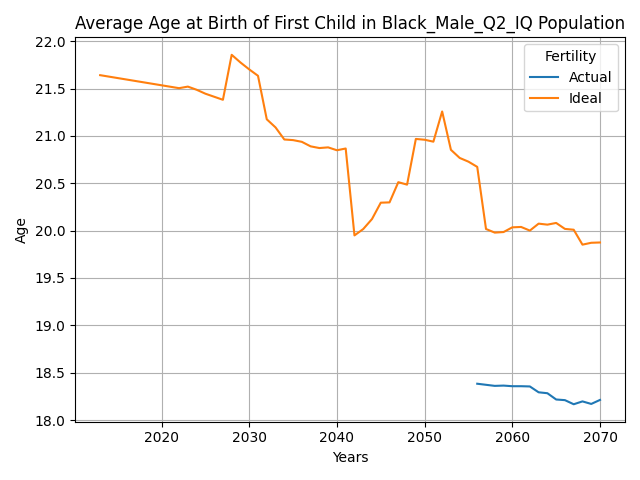 Average Age at Birth of First Child in Black_Male_Q2_IQ Population
22.0
21.5
21.0
20.5
20.0
19.5
19.0
18.5
18.0
Age
Fertility
Actual
Ideal
2020 2030 2040 2050 2060 2070
Years